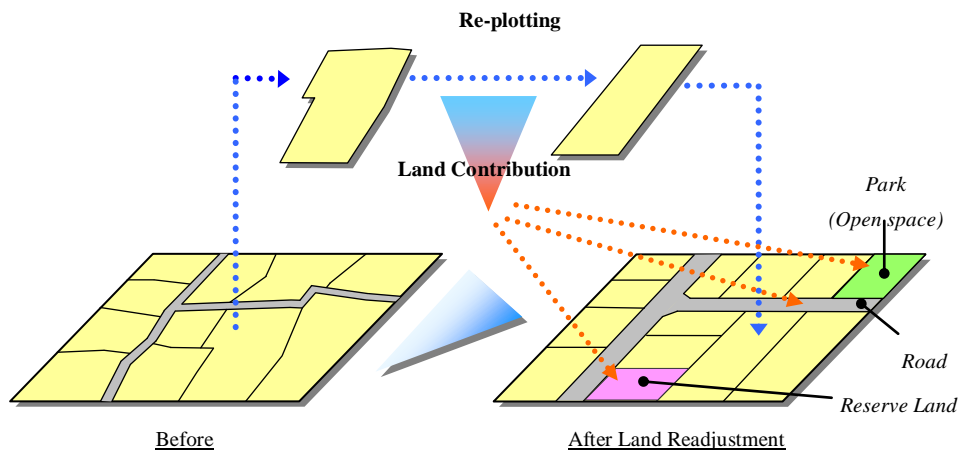 Re-plotting
Land Contribution
Park
(Open space)
Road
Reserve Land
Before
After Land Readjustment